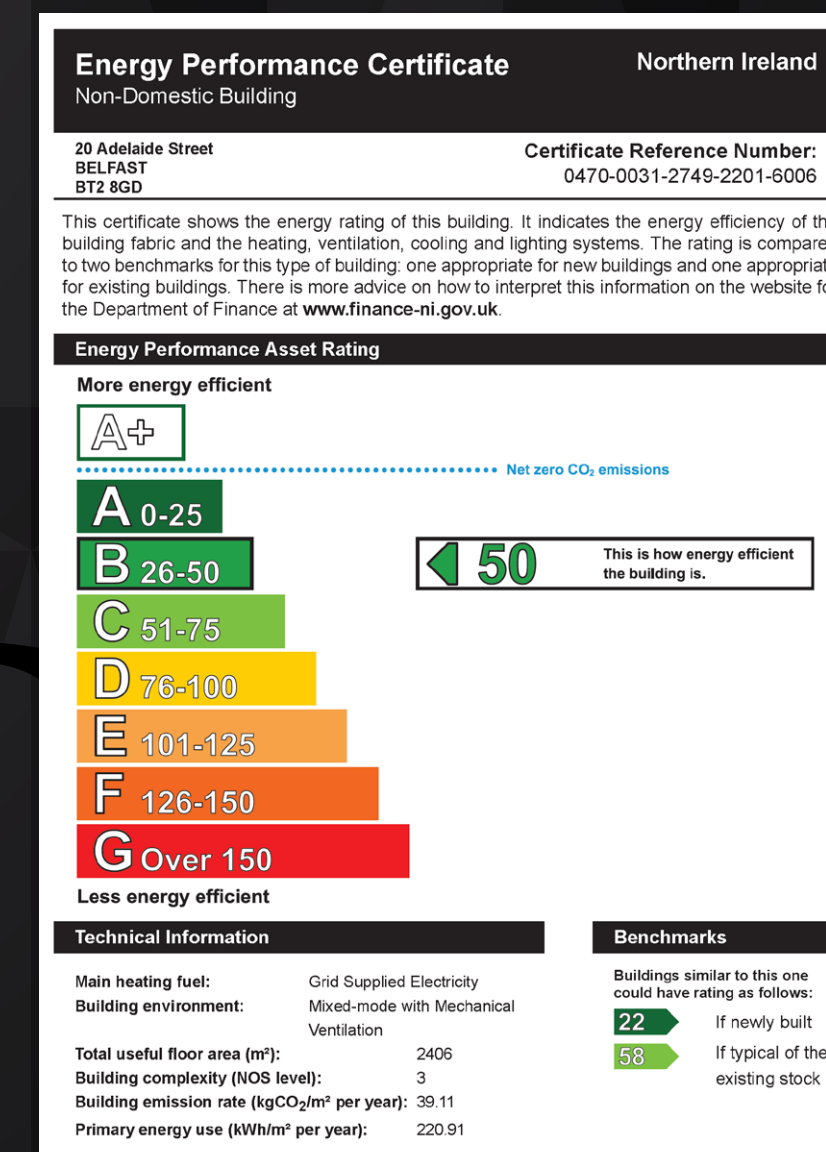 Energy Performance Certificate
Northern Ireland
Non-Domestic Building
20 Adelaide Street
BELFAST
BT2 8GD
Certificate Reference Number:
0470-0031-2749-2201-6006
This certificate shows the energy rating of this building. It indicates the energy efficiency of th
building fabric and the heating, ventilation, cooling and lighting systems. The rating is compare
to two benchmarks for this type of building: one appropriate for new buildings and one appropriat
for existing buildings. There is more advice on how to interpret this information on the website fo
the Department of Finance at www.finance-ni.gov.uk.
Energy Performance Asset Rating
More energy efficient
A+
Net zero CO₂ emissions
A 0-25
B 26-50
50
This is how energy efficient
the building is.
C 51-75
D 76-100
E 101-125
F 126-150
G Over 150
Less energy efficient
Technical Information
Main heating fuel: Grid Supplied Electricity
Building environment: Mixed-mode with Mechanical
Ventilation
Total useful floor area (m²): 2406
Building complexity (NOS level): 3
Building emission rate (kgCO₂/m² per year): 39.11
Primary energy use (kWh/m² per year): 220.91
Benchmarks
Buildings similar to this one
could have rating as follows:
22 If newly built
58 If typical of the
existing stock